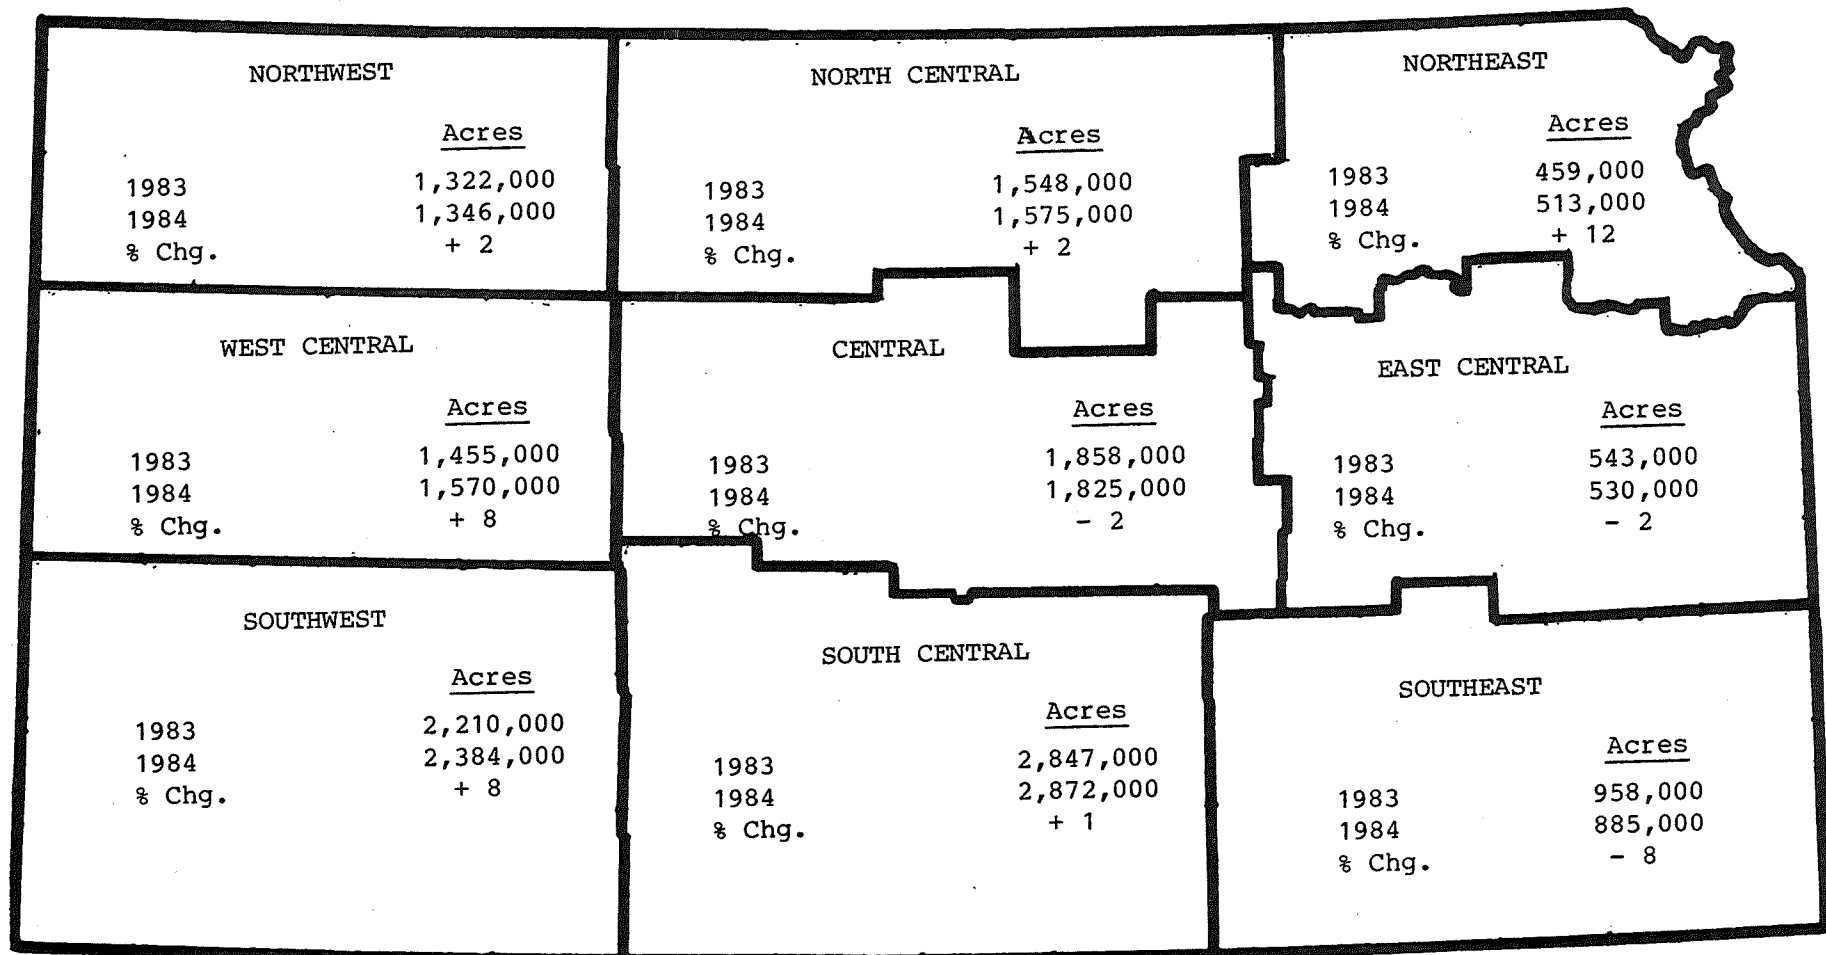 NORTHWEST
Acres
1983 1,322,000
1984 1,346,000
% Chg. + 2
NORTH CENTRAL
Acres
1983 1,548,000
1984 1,575,000
% Chg. + 2
NORTHEAST
Acres
1983 459,000
1984 513,000
% Chg. + 12
WEST CENTRAL
Acres
1983 1,455,000
1984 1,570,000
% Chg. + 8
CENTRAL
Acres
1983 1,858,000
1984 1,825,000
% Chg. - 2
EAST CENTRAL
Acres
1983 543,000
1984 530,000
% Chg. - 2
SOUTHWEST
Acres
1983 2,210,000
1984 2,384,000
% Chg. + 8
SOUTH CENTRAL
Acres
1983 2,847,000
1984 2,872,000
% Chg. + 1
SOUTHEAST
Acres
1983 958,000
1984 885,000
% Chg. - 8